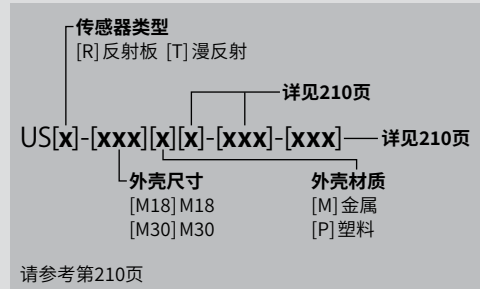 传感器类型
[R]反射板 [T]漫反射
详见210页
US[x]-[xxx][x][x]-[xxx]-[xxx]
详见210页
外壳尺寸
外壳材质
[M18]M18
[M]金属
[M30]M30
[P]塑料
请参考第210页